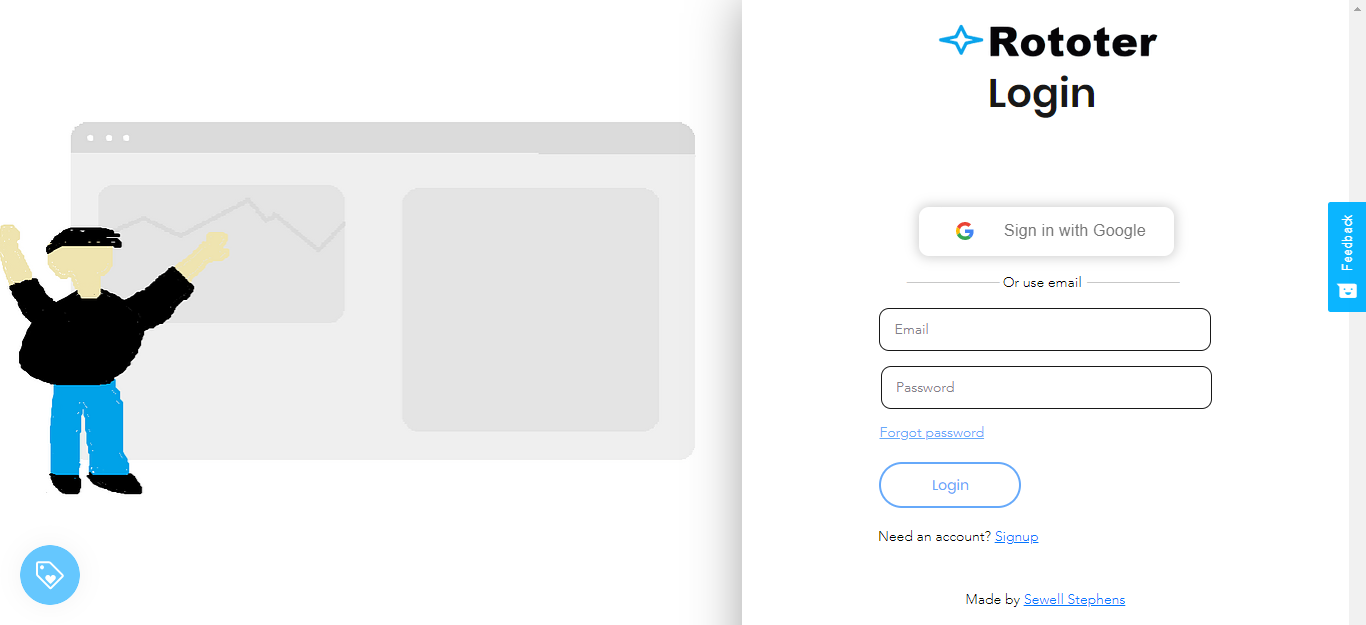 Rototer
Login
Sign in with Google
Or use email
Email
Password
Forgot password
Login
Need an account? Signup
Made by Sewell Stephens
Feedback